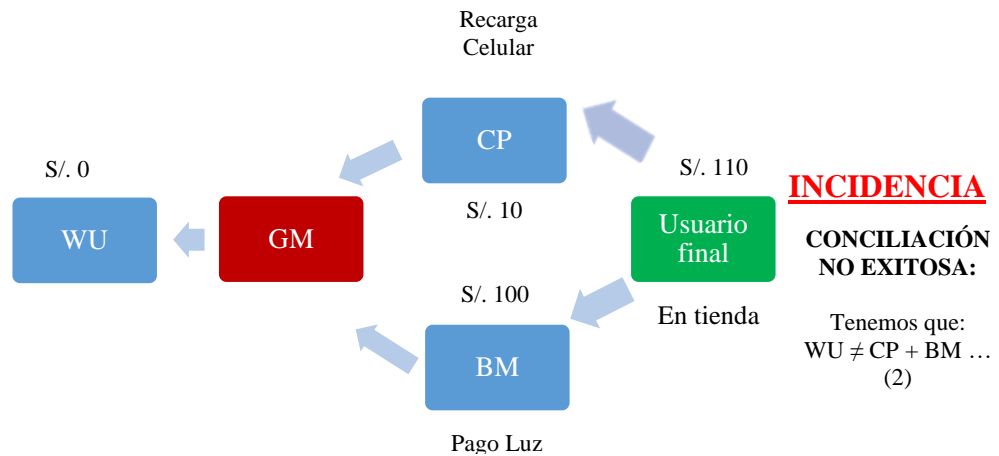 Recarga
Celular
CP
S/. 10
S/. 0
WU
GM
S/. 110
Usuario
final
En tienda
S/. 100
BM
Pago Luz
INCIDENCIA
CONCILIACIÓN
NO EXITOSA:
Tenemos que:
WU ≠ CP + BM …
(2)